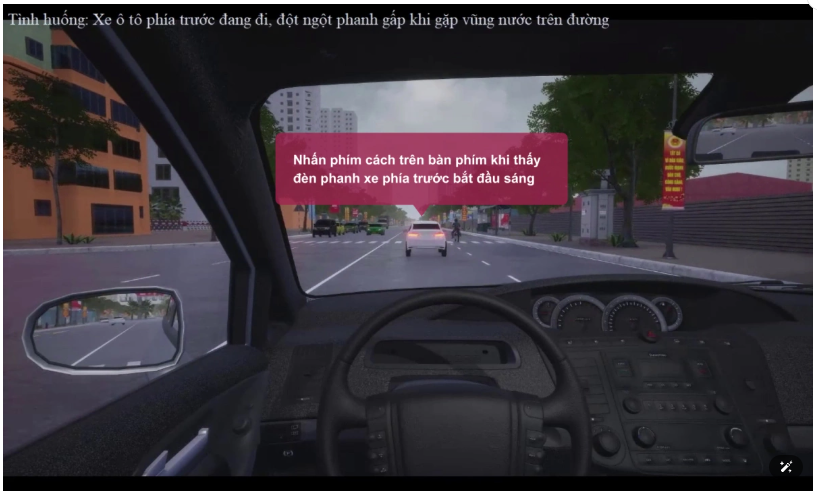 Tình huống: Xe ô tô phía trước đang đi, đột ngột phanh gấp khi gặp vũng nước trên đường
Nhấn phím cách trên bàn phím khi thấy
đèn phanh xe phía trước bắt đầu sáng